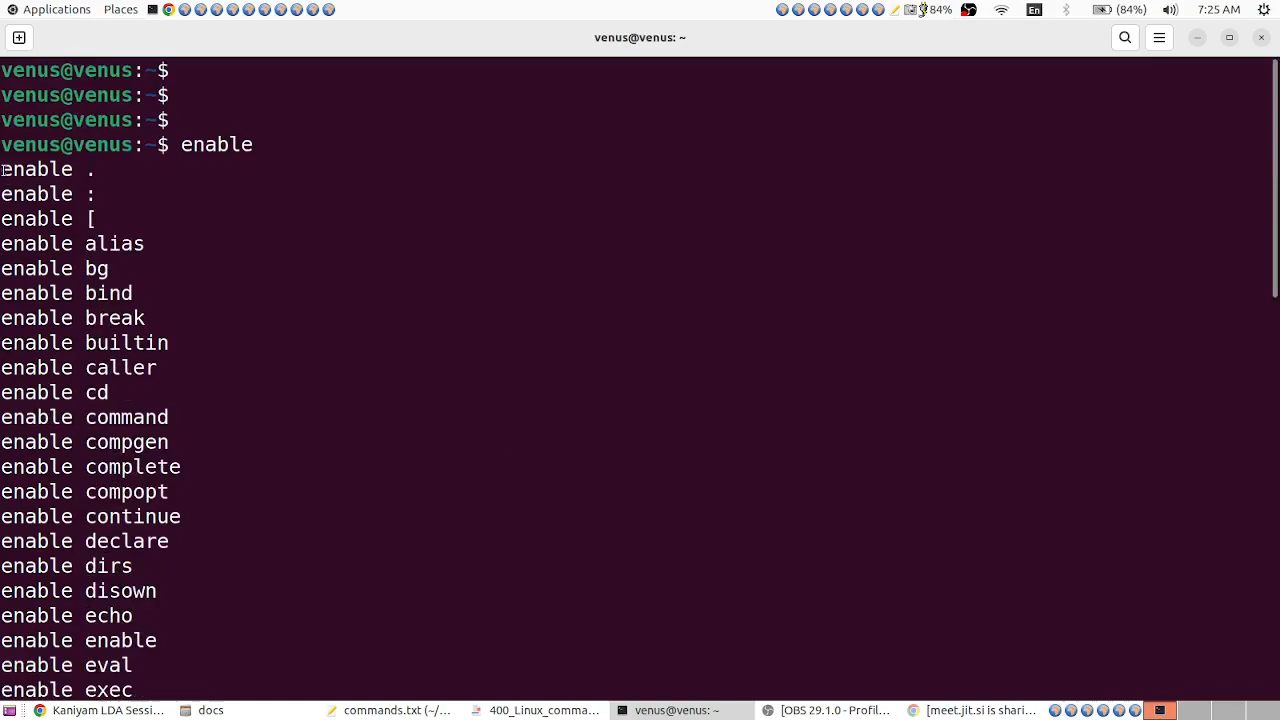 Applications Places 84% En (84%) 7:25 AM
venus@venus: ~
venus@venus:~$
venus@venus:~$
venus@venus:~$
venus@venus:~$ enable
enable .
enable :
enable [
enable alias
enable bg
enable bind
enable break
enable builtin
enable caller
enable cd
enable command
enable compgen
enable complete
enable compopt
enable continue
enable declare
enable dirs
enable disown
enable echo
enable enable
enable eval
enable exec
Kaniyam LDA Sessi... docs commands.txt (~/... 400_Linux_comma... venus@venus: ~ [OBS 29.1.0 - Profil... [meet.jit.si is shari...